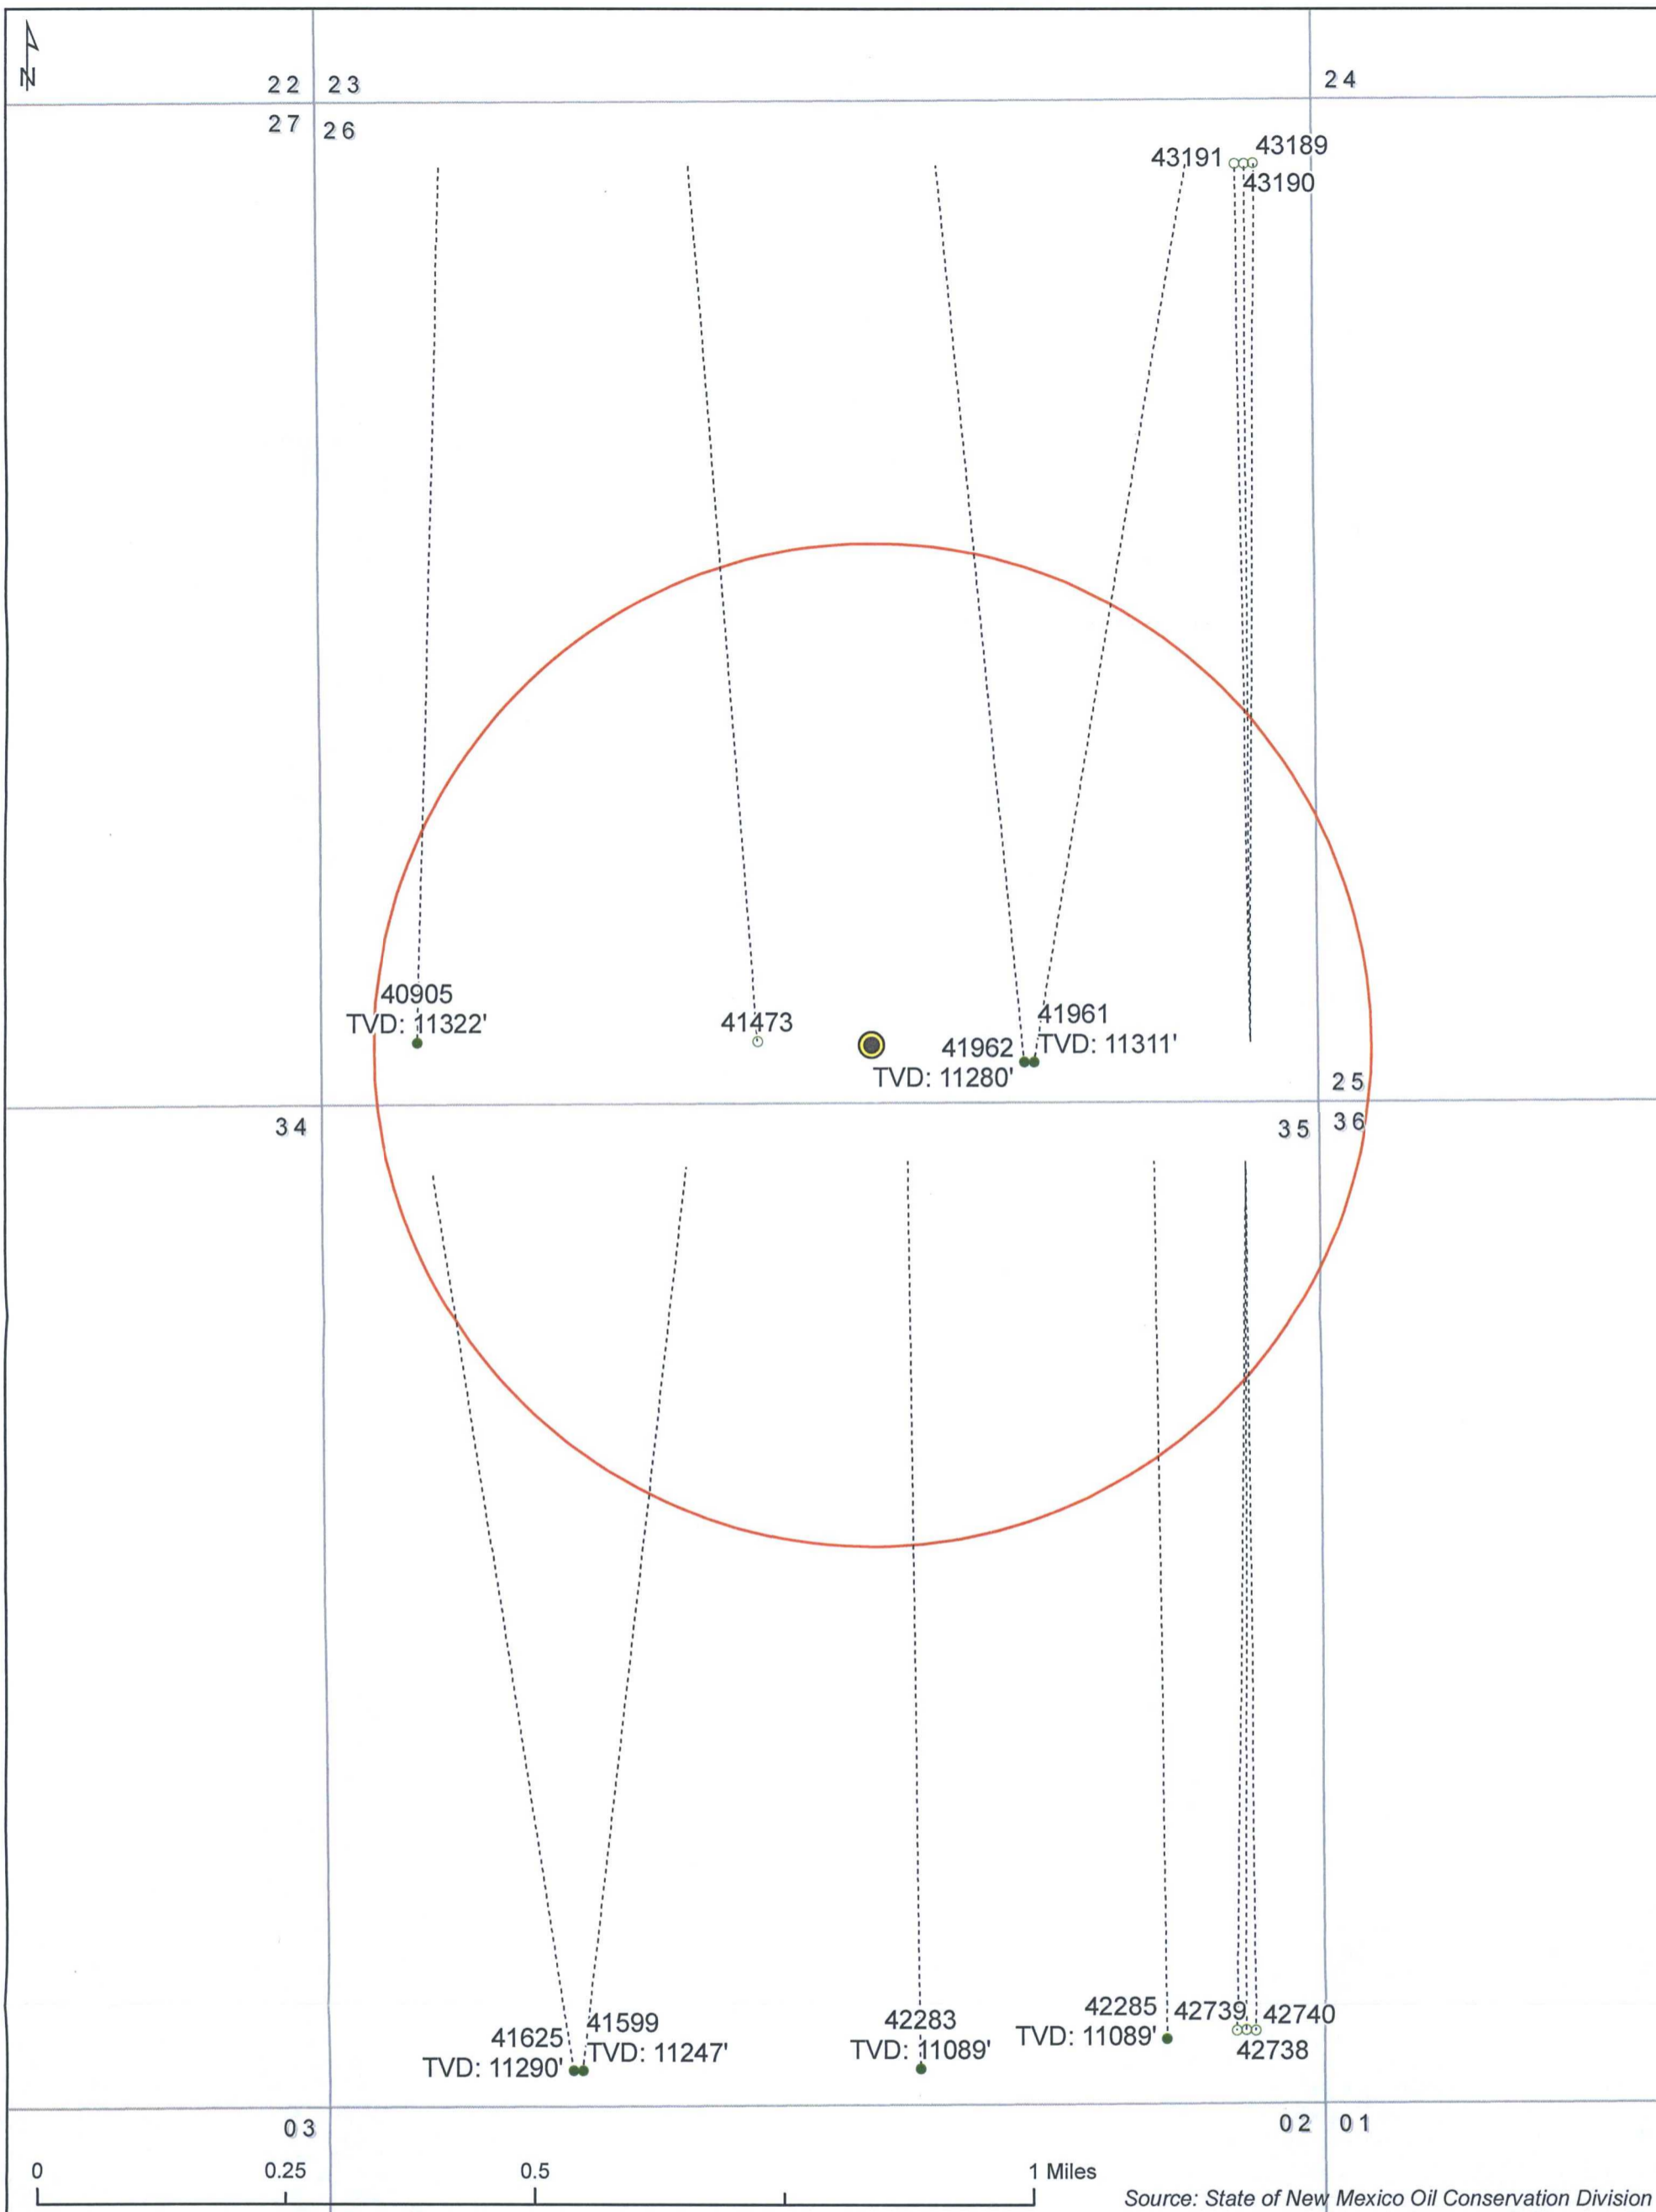 N
22 23
24
27 26
43189
43191
43190
40905
TVD: 11322'
41473
41961
TVD: 11311'
41962
TVD: 11280'
25
34
35 36
41599
TVD: 11247'
41625
TVD: 11290'
42283
TVD: 11089'
42285
TVD: 11089'
42739
42740
42738
03
02 01
0
0.25
0.5
1 Miles
Source: State of New Mexico Oil Conservation Division